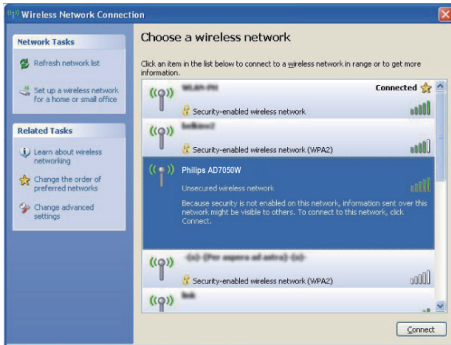 Wireless Network Connection
Network Tasks
Refresh network list
Set up a wireless network
for a home or small office
Related Tasks
Learn about wireless
networking
Change the order of
preferred networks
Change advanced
settings
Choose a wireless network
Click an item in the list below to connect to a wireless network in range or to get more
information.
Connected
Security-enabled wireless network
Security-enabled wireless network (WPA2)
Philips AD7050W
Unsecured wireless network
Because security is not enabled on this network, information sent over this
network might be visible to others. To connect to this network, click
Connect.
Security-enabled wireless network (WPA2)
Connect